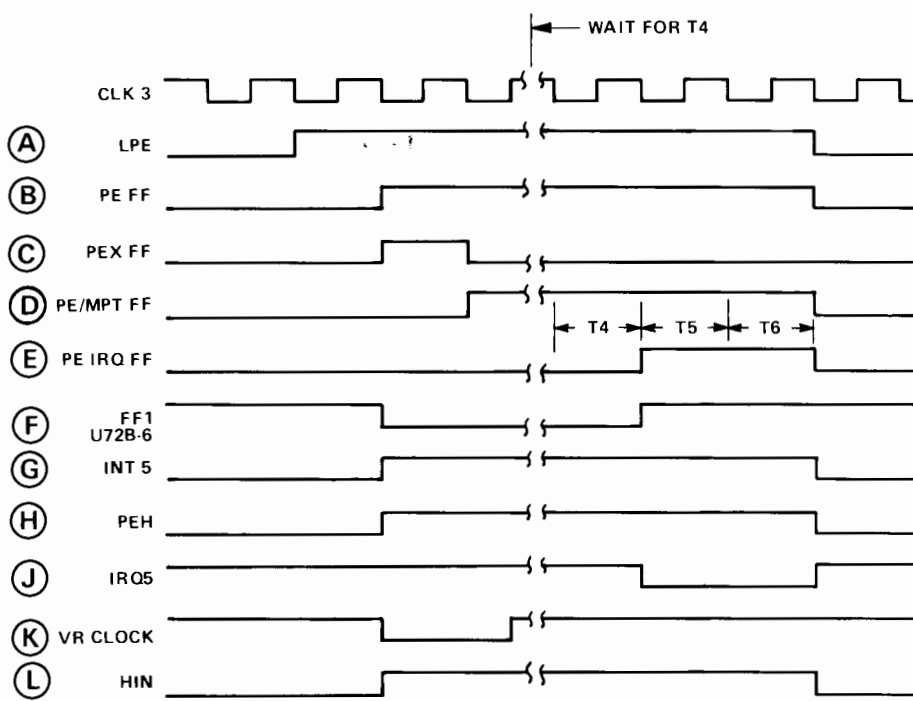 WAIT FOR T4
CLK 3
A LPE
B PE FF
C PEX FF
D PE/MPT FF
T4 T5 T6
E PE IRQ FF
F FF1
U72B-6
G INT 5
H PEH
J IRQ5
K VR CLOCK
L HIN